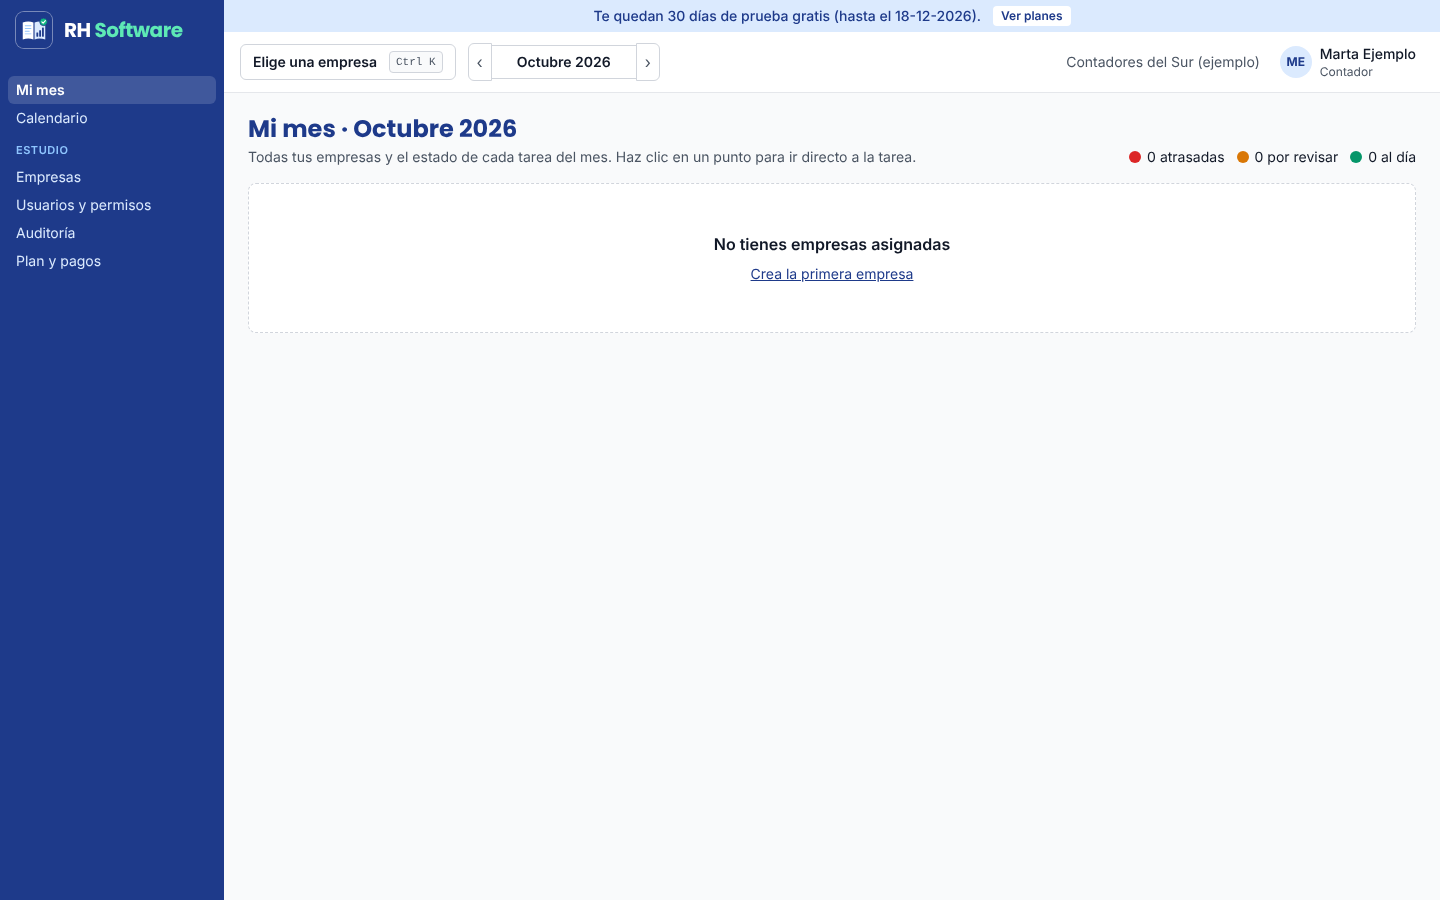 RH Software
Te quedan 30 días de prueba gratis (hasta el 18-12-2026). Ver planes
Elige una empresa Ctrl K ‹ Octubre 2026 › Contadores del Sur (ejemplo) ME Marta Ejemplo
Contador
Mi mes
Calendario
ESTUDIO
Empresas
Usuarios y permisos
Auditoría
Plan y pagos
Mi mes · Octubre 2026
Todas tus empresas y el estado de cada tarea del mes. Haz clic en un punto para ir directo a la tarea. 0 atrasadas 0 por revisar 0 al día
No tienes empresas asignadas
Crea la primera empresa